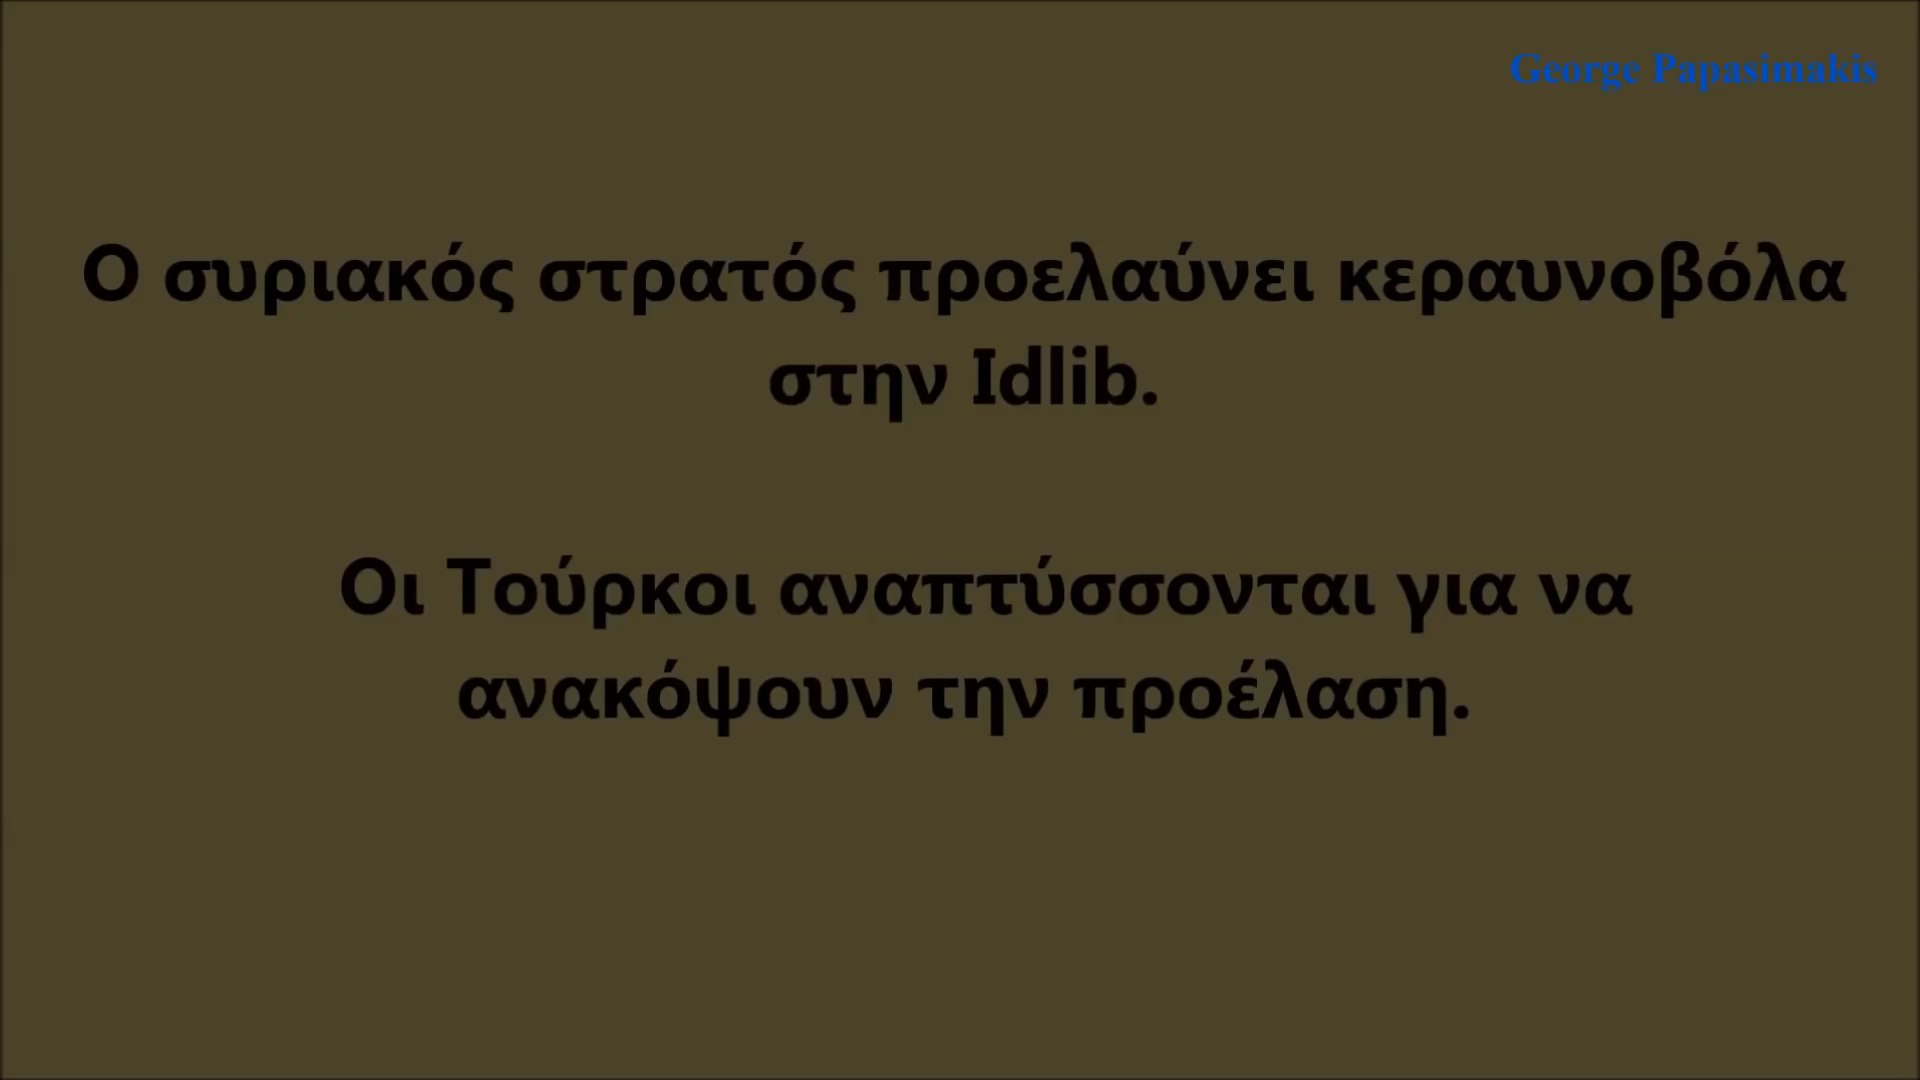 George Papasimakis
Ο συριακός στρατός προελαύνει κεραυνοβόλα
στην Idlib.
Οι Τούρκοι αναπτύσσονται για να
ανακόψουν την προέλαση.